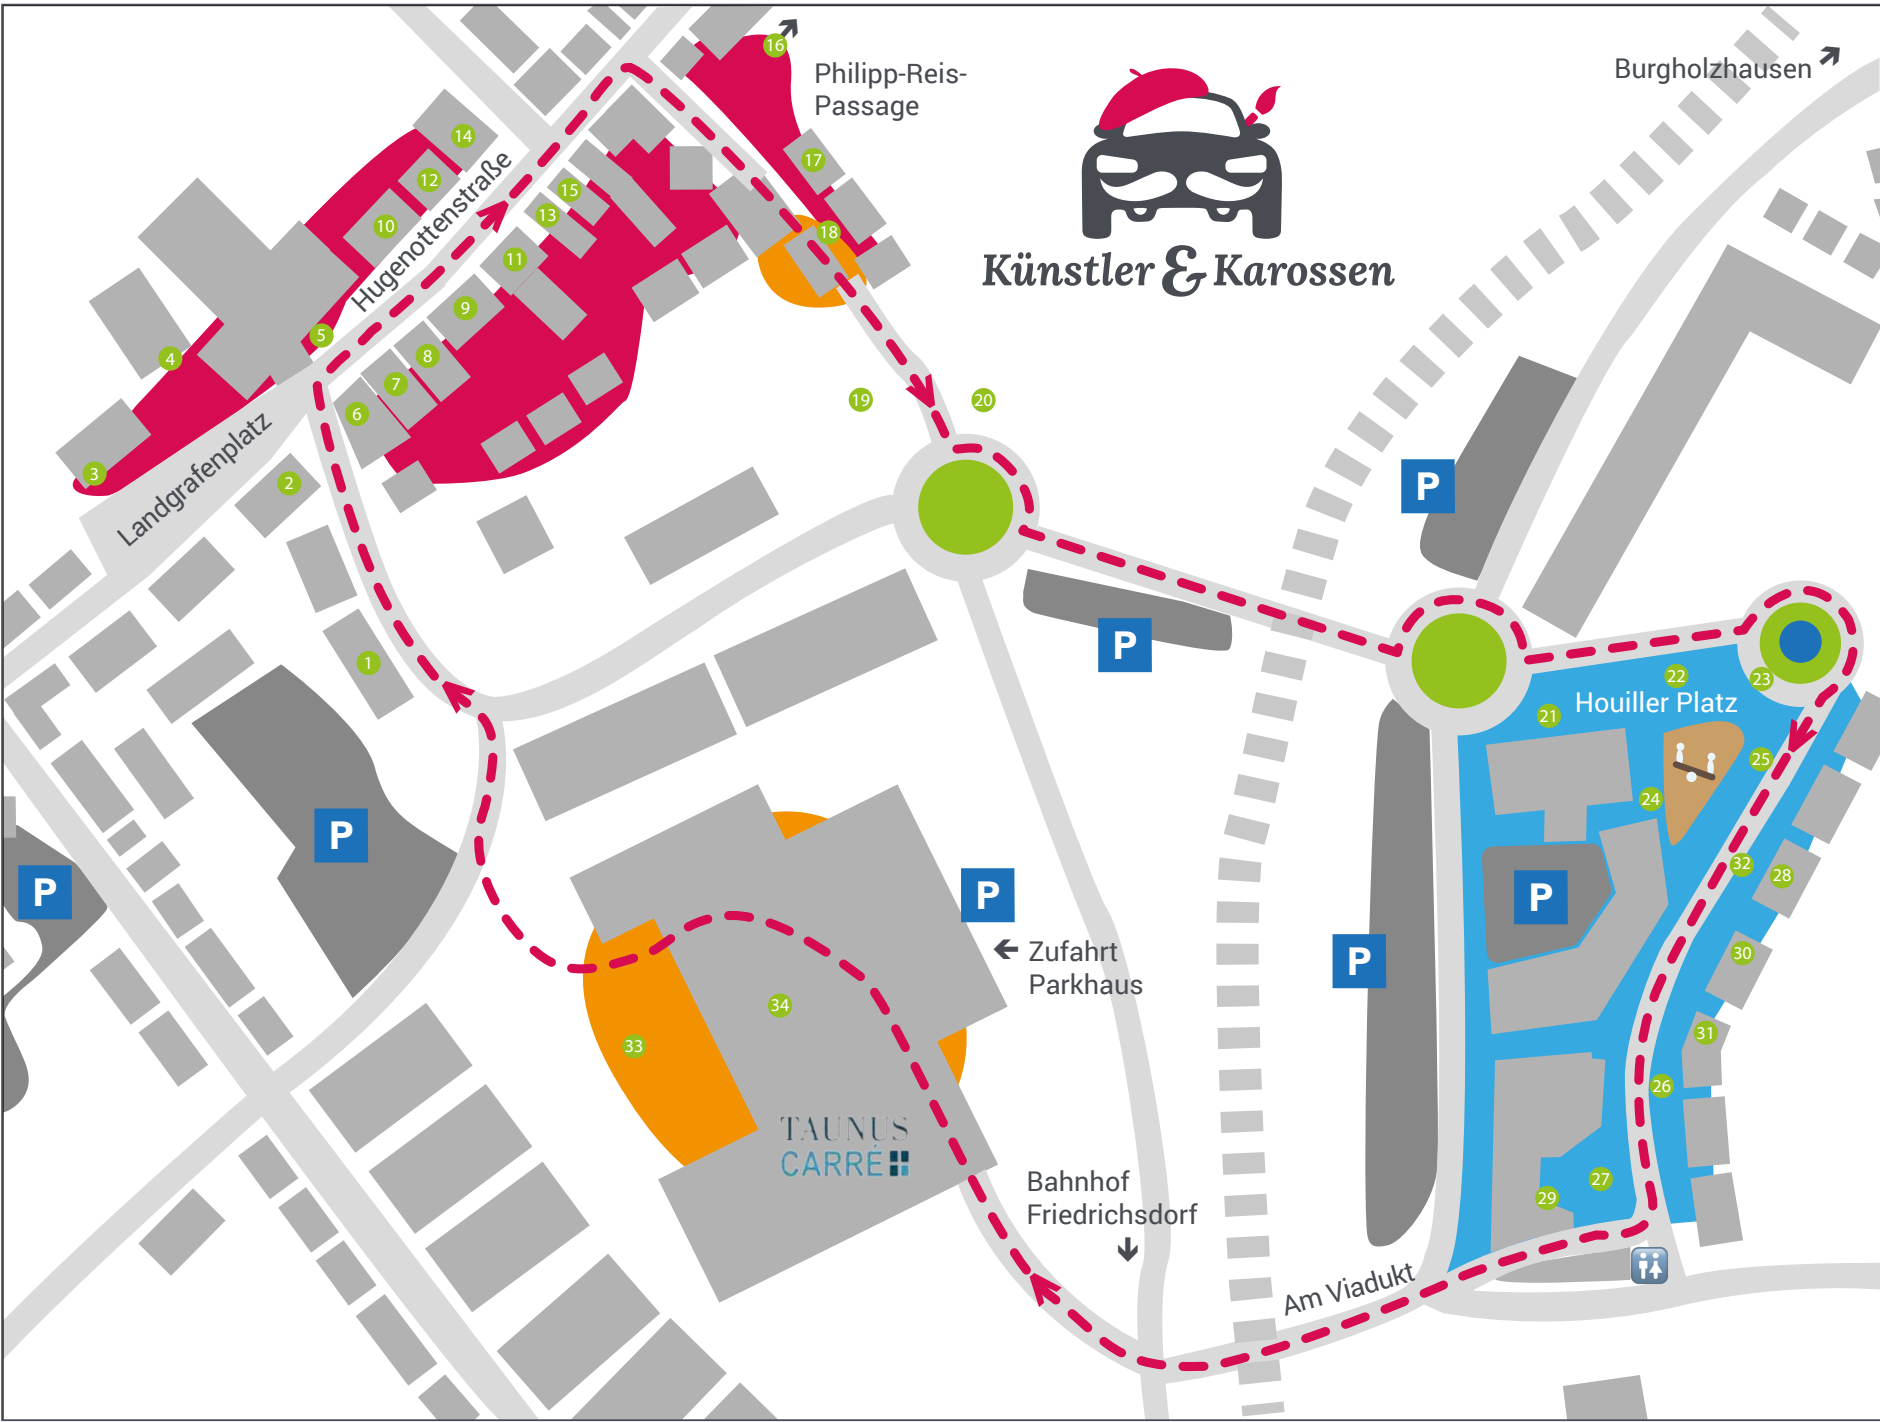 16
Philipp-Reis-
Passage
Burgholzhausen
14
12
10
Hugenottenstraße
15
13
17
18
11
9
5
4
8
7
6
Künstler & Karossen
19
20
3
Landgrafenplatz
2
P
1
P
22
23
Houiller Platz
21
25
24
P
P
P
P
P
32
28
Zufahrt
Parkhaus
30
34
33
31
26
TAUNUS
CARRÉ
Bahnhof
Friedrichsdorf
27
29
Am Viadukt